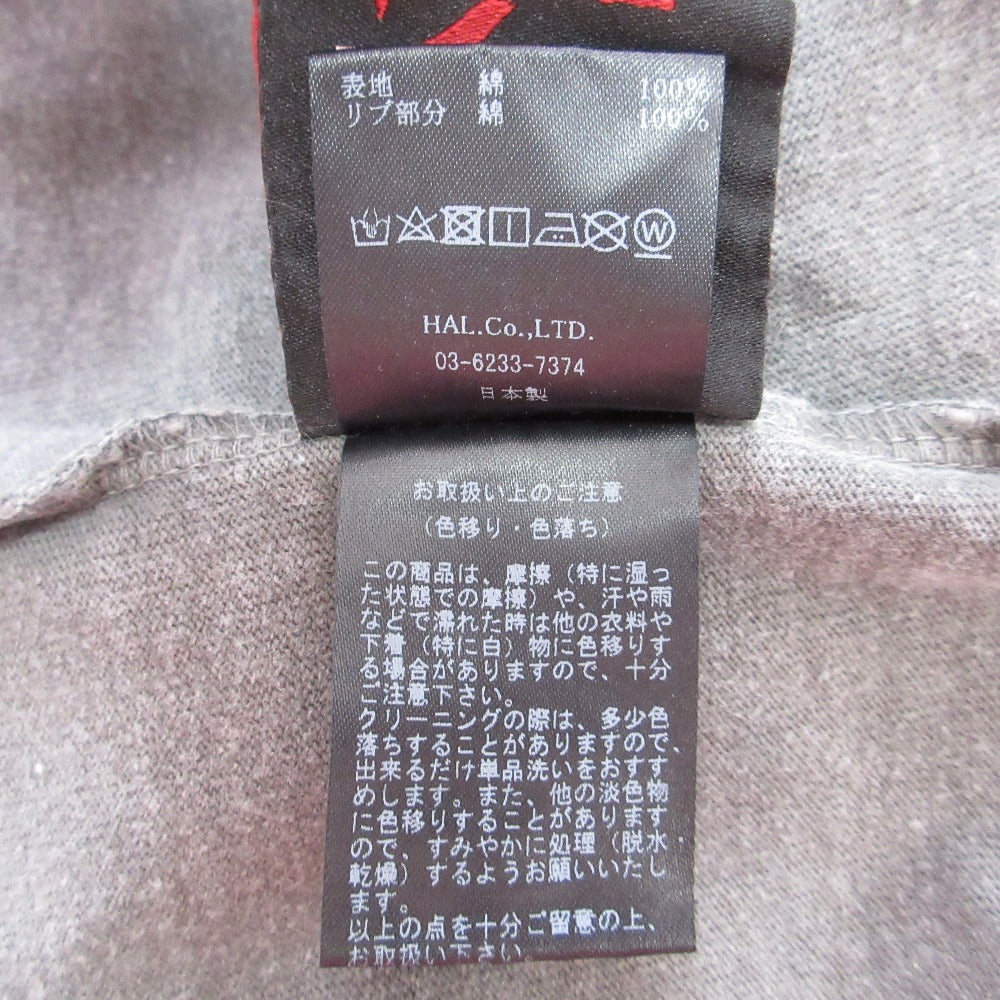 表地 綿 100%
リブ部分 綿 100%
W
HAL.Co.,LTD.
03-6233-7374
日本製
お取扱い上のご注意
(色移り・色落ち)
この商品は、摩擦(特に湿っ
た状態での摩擦)や、汗や雨
などで濡れた時は他の衣料や
下着(特に白)物に色移りす
る場合がありますので、十分
ご注意下さい。
クリーニングの際は、多少色
落ちすることがありますので、
出来るだけ単品洗いをおすす
めします。また、他の淡色物
に色移りすることがあります
ので、すみやかに処理(脱水・
乾燥)するようお願いいたし
ます。
以上の点を十分ご留意の上、
お取扱い下さい。